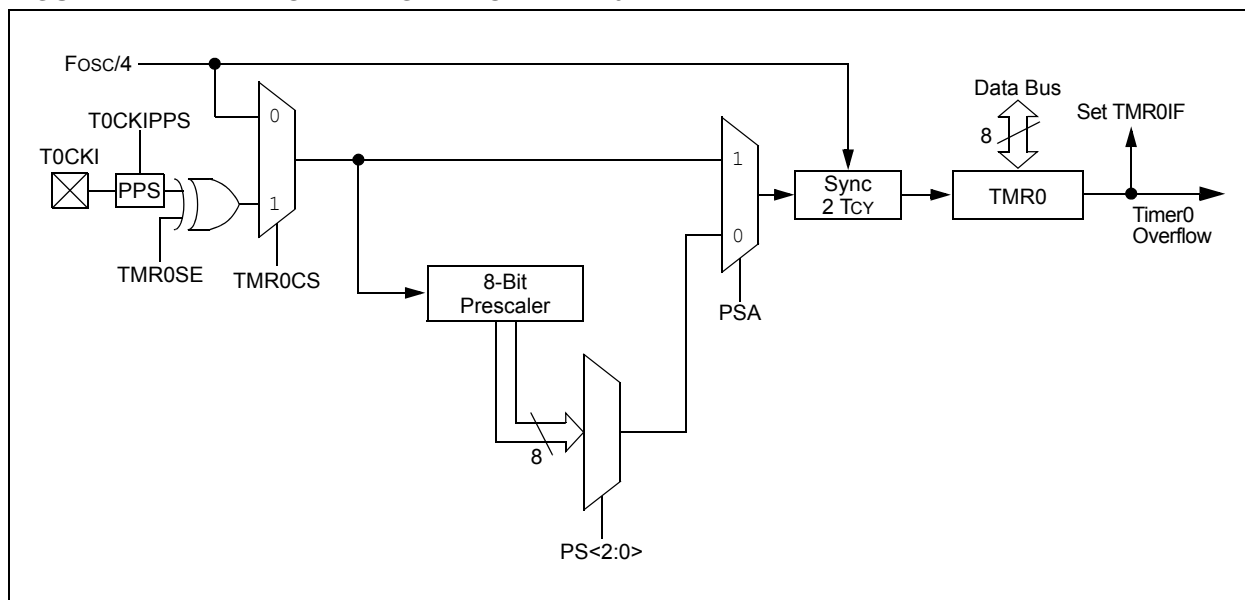 FOSC/4
Data Bus
T0CKIPPS
0
8
Set TMR0IF
T0CKI
1
PPS
Sync
2 TCY
TMR0
1
Timer0
Overflow
0
TMR0SE
TMR0CS
8-Bit
Prescaler
PSA
8
PS<2:0>